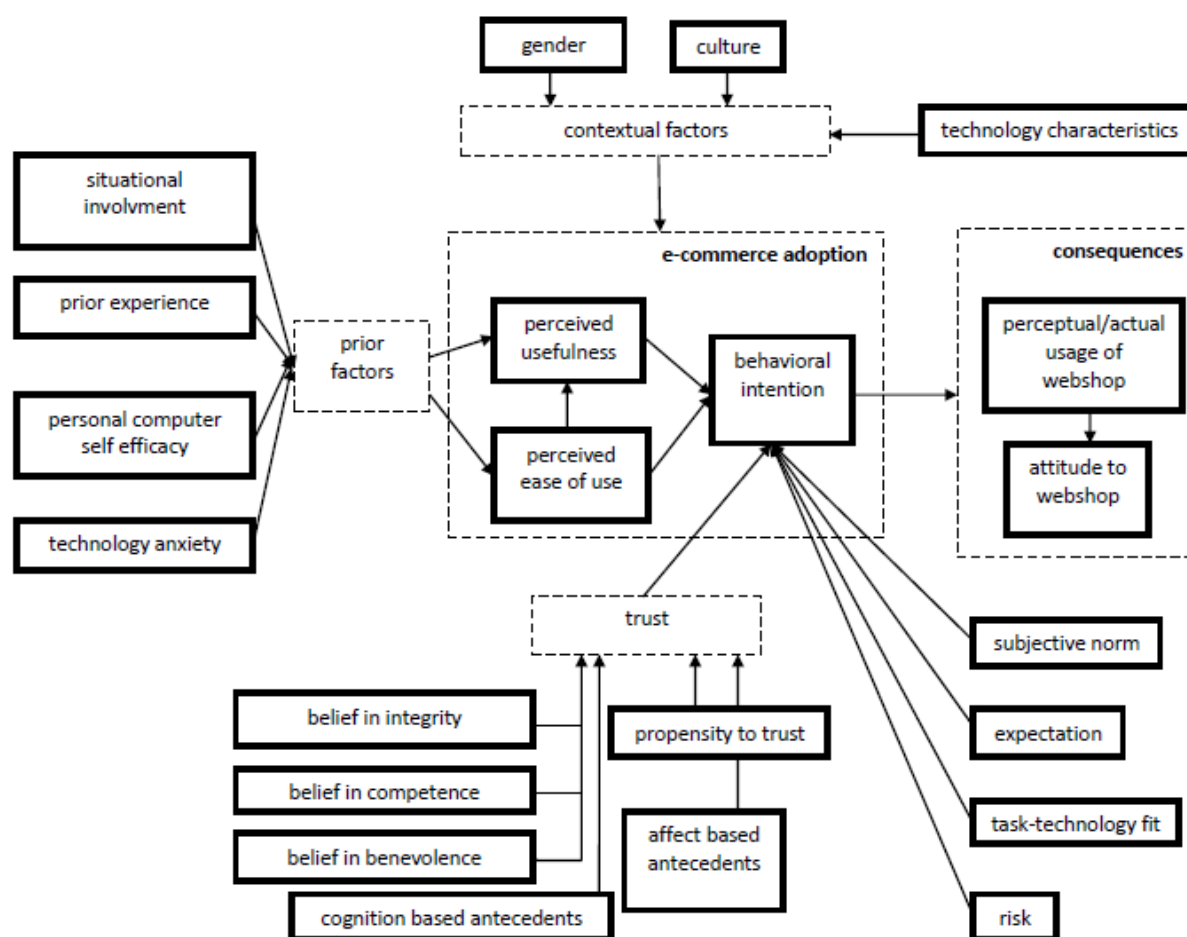 gender
culture
contextual factors
technology characteristics
situational
involvment
prior experience
personal computer
self efficacy
technology anxiety
prior
factors
e-commerce adoption
perceived
usefulness
perceived
ease of use
behavioral
intention
consequences
perceptual/actual
usage of
webshop
attitude to
webshop
trust
belief in integrity
belief in competence
belief in benevolence
cognition based antecedents
propensity to trust
affect based
antecedents
subjective norm
expectation
task-technology fit
risk